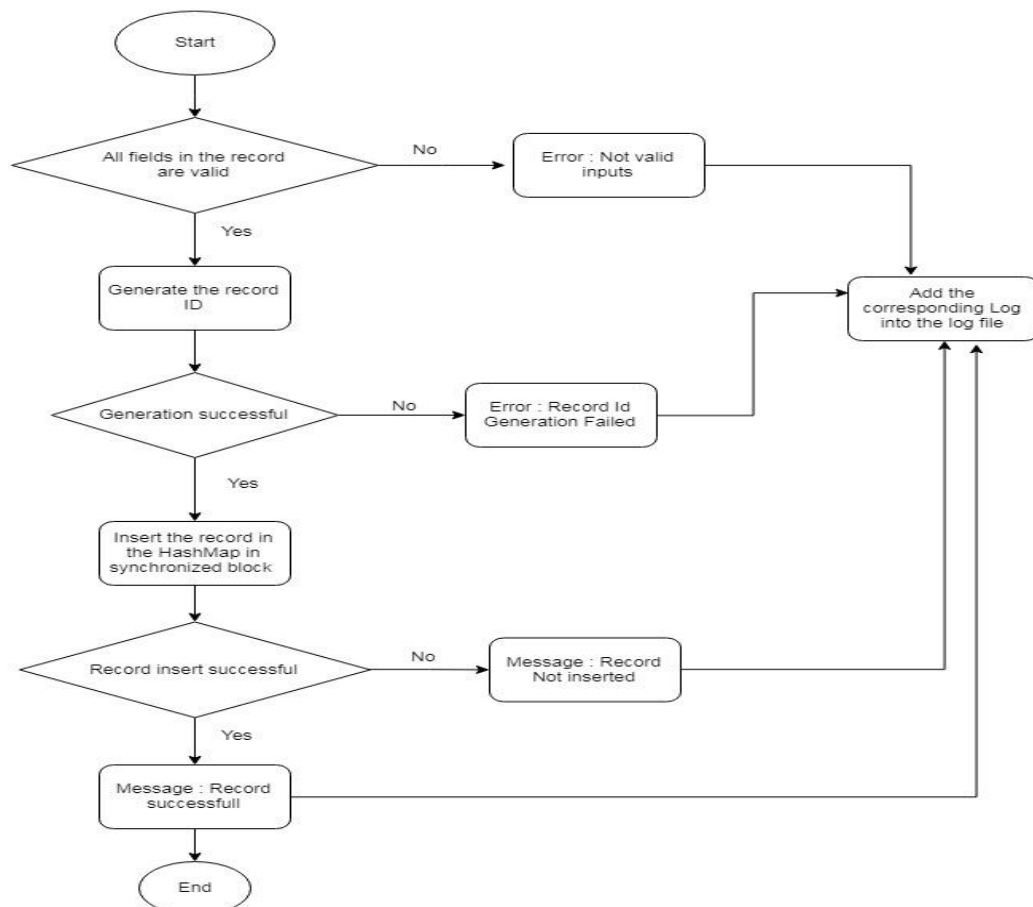 Start
All fields in the record
are valid
No
Error : Not valid
inputs
Yes
Generate the record
ID
Add the
corresponding Log
into the log file
Generation successful
No
Error : Record Id
Generation Failed
Yes
Insert the record in
the HashMap in
synchronized block
Record insert successful
No
Message : Record
Not inserted
Yes
Message : Record
successfull
End